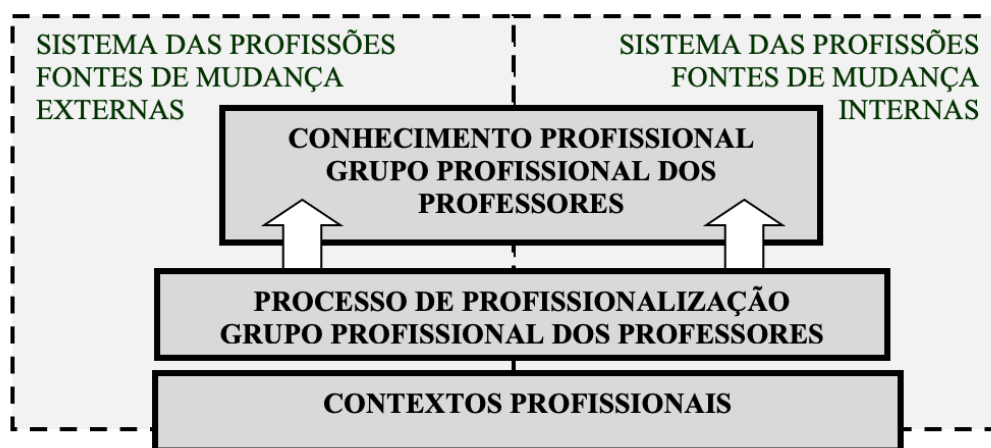 SISTEMA DAS PROFISSÕES
FONTES DE MUDANÇA
EXTERNAS
SISTEMA DAS PROFISSÕES
FONTES DE MUDANÇA
INTERNAS
CONHECIMENTO PROFISSIONAL
GRUPO PROFISSIONAL DOS
PROFESSORES
PROCESSO DE PROFISSIONALIZAÇÃO
GRUPO PROFISSIONAL DOS PROFESSORES
CONTEXTOS PROFISSIONAIS